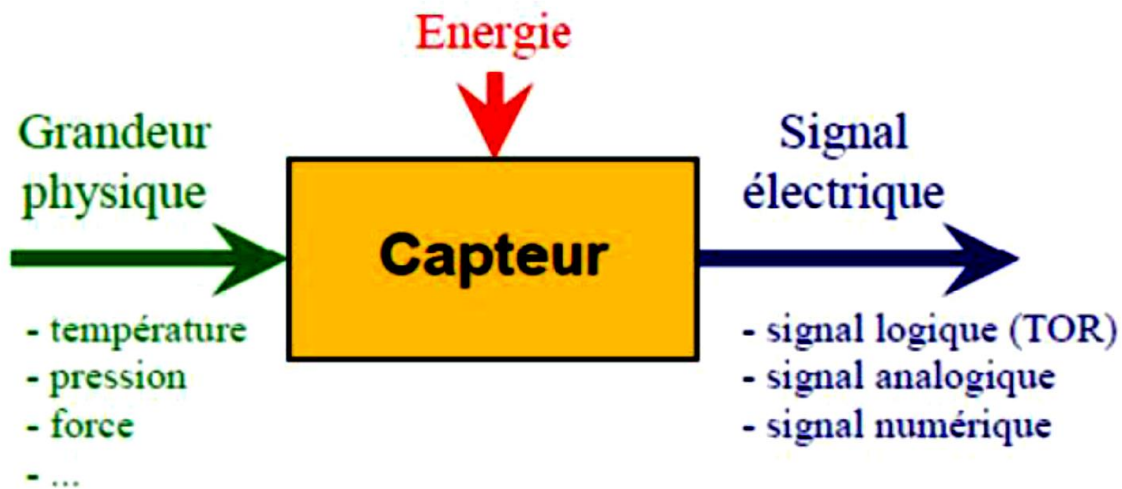 Energie
Grandeur
physique
Signal
électrique
Capteur
- température
- pression
- force
- ...
- signal logique (TOR)
- signal analogique
- signal numérique